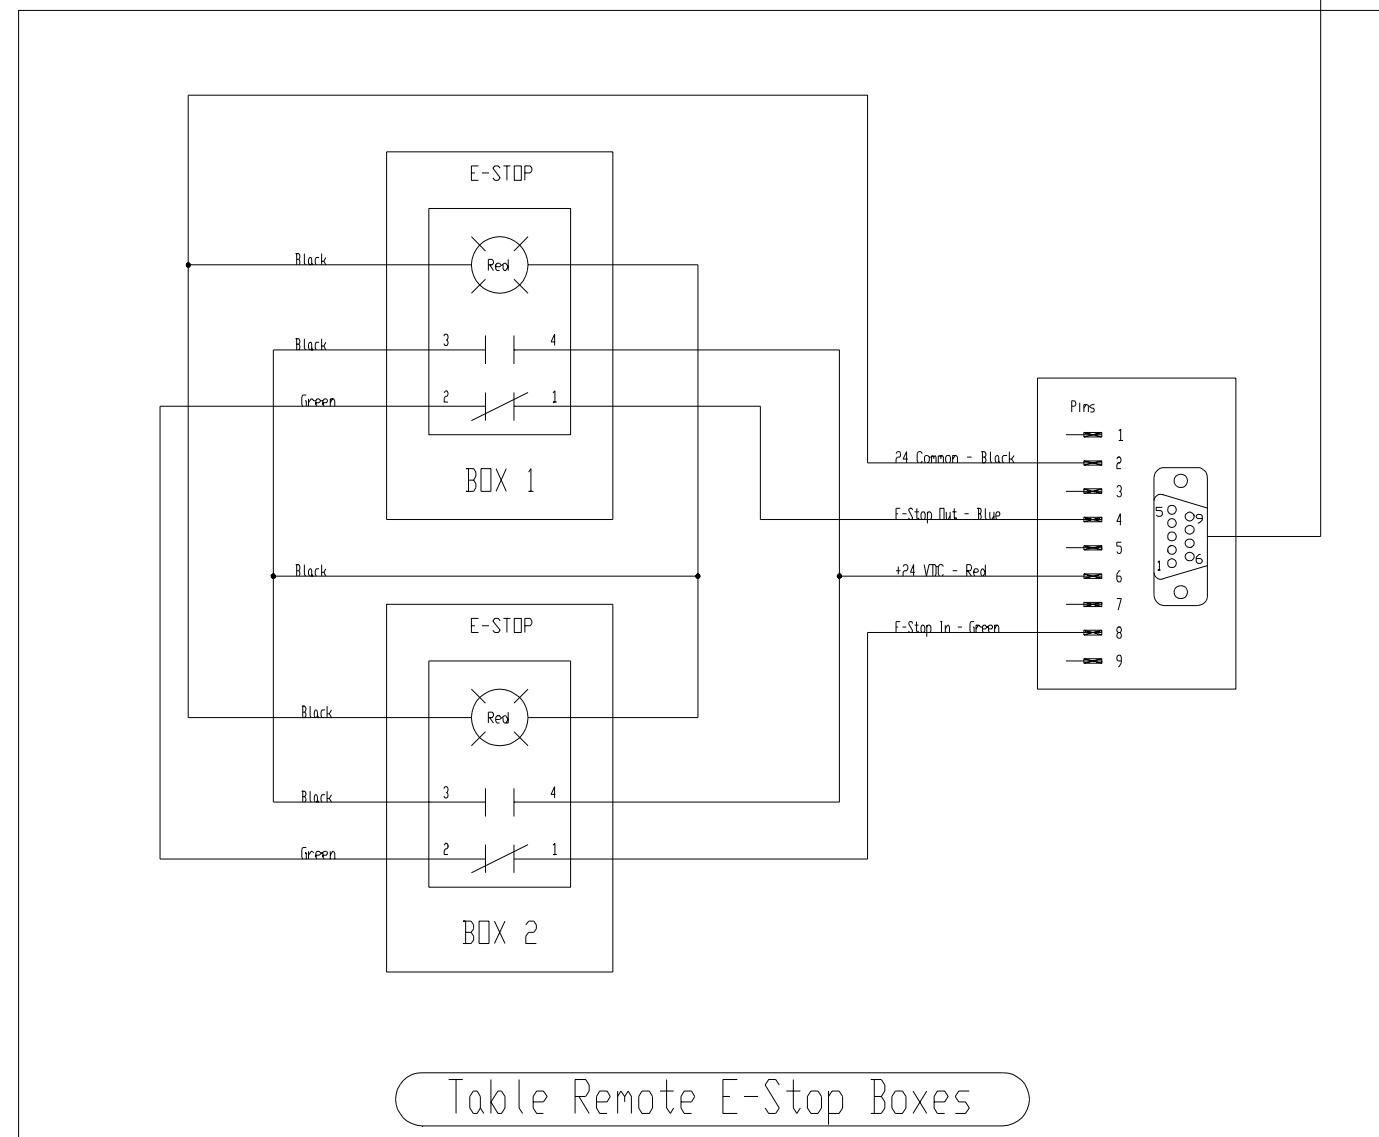 E-STOP
Red
Black
Black
3
4
Green
2
1
BOX 1
Black
E-STOP
Red
Black
Black
3
4
Green
2
1
BOX 2
Pins
1
24 Common - Black
2
3
E-Stop Out - Blue
4
5
+24 VDC - Red
6
7
E-Stop In - Green
8
9
5
9
1
6
Table Remote E-Stop Boxes